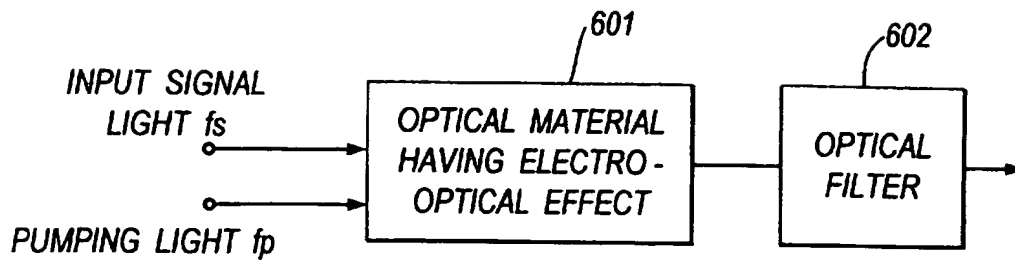 601
602
INPUT SIGNAL
LIGHT fs
OPTICAL MATERIAL
HAVING ELECTRO-
OPTICAL EFFECT
OPTICAL
FILTER
PUMPING LIGHT fp